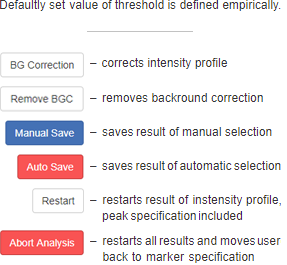 Defaultly set value of threshold is defined empirically.
BG Correction – corrects intensity profile
Remove BGC – removes backround correction
Manual Save – saves result of manual selection
Auto Save – saves result of automatic selection
Restart – restarts result of instensity profile,
peak specification included
Abort Analysis – restarts all results and moves user
back to marker specification